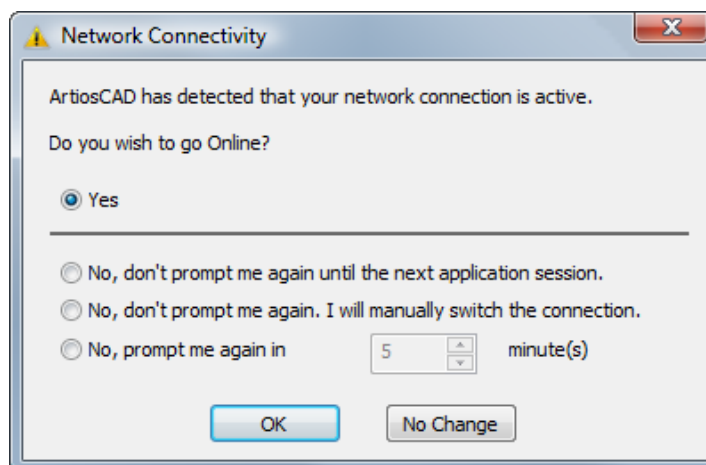 Network Connectivity
ArtiosCAD has detected that your network connection is active.
Do you wish to go Online?
Yes
No, don't prompt me again until the next application session.
No, don't prompt me again. I will manually switch the connection.
No, prompt me again in 5 minute(s)
OK No Change